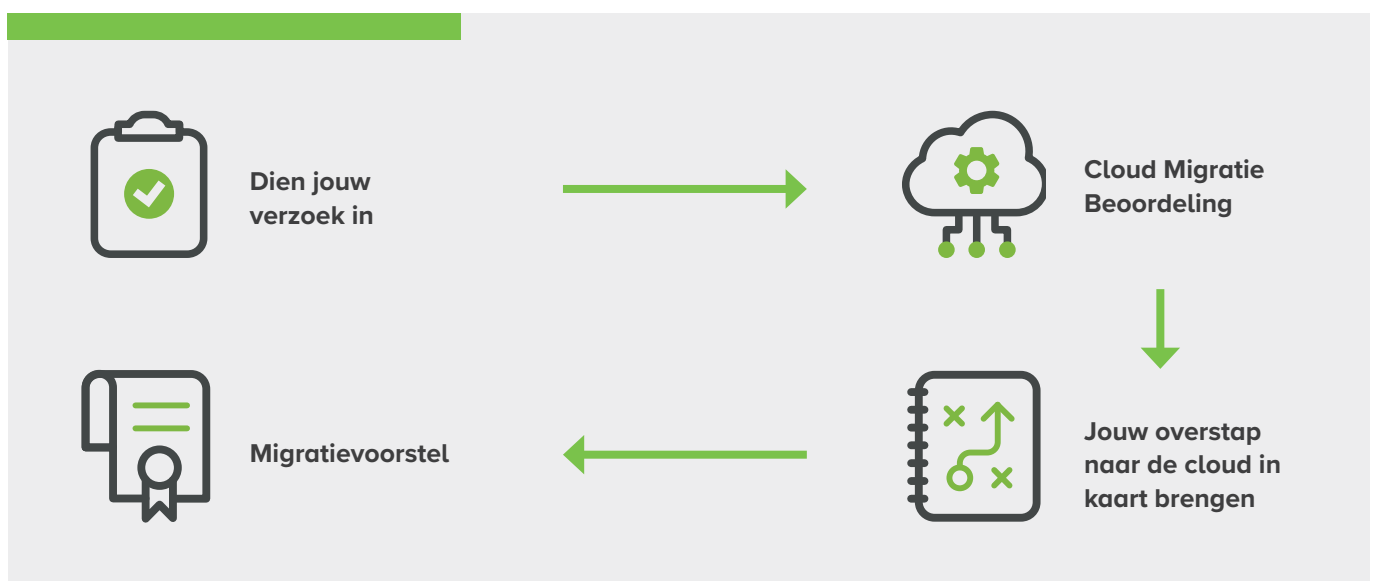 Dien jouw
verzoek in
Cloud Migratie
Beoordeling
Jouw overstap
naar de cloud in
kaart brengen
Migratievoorstel